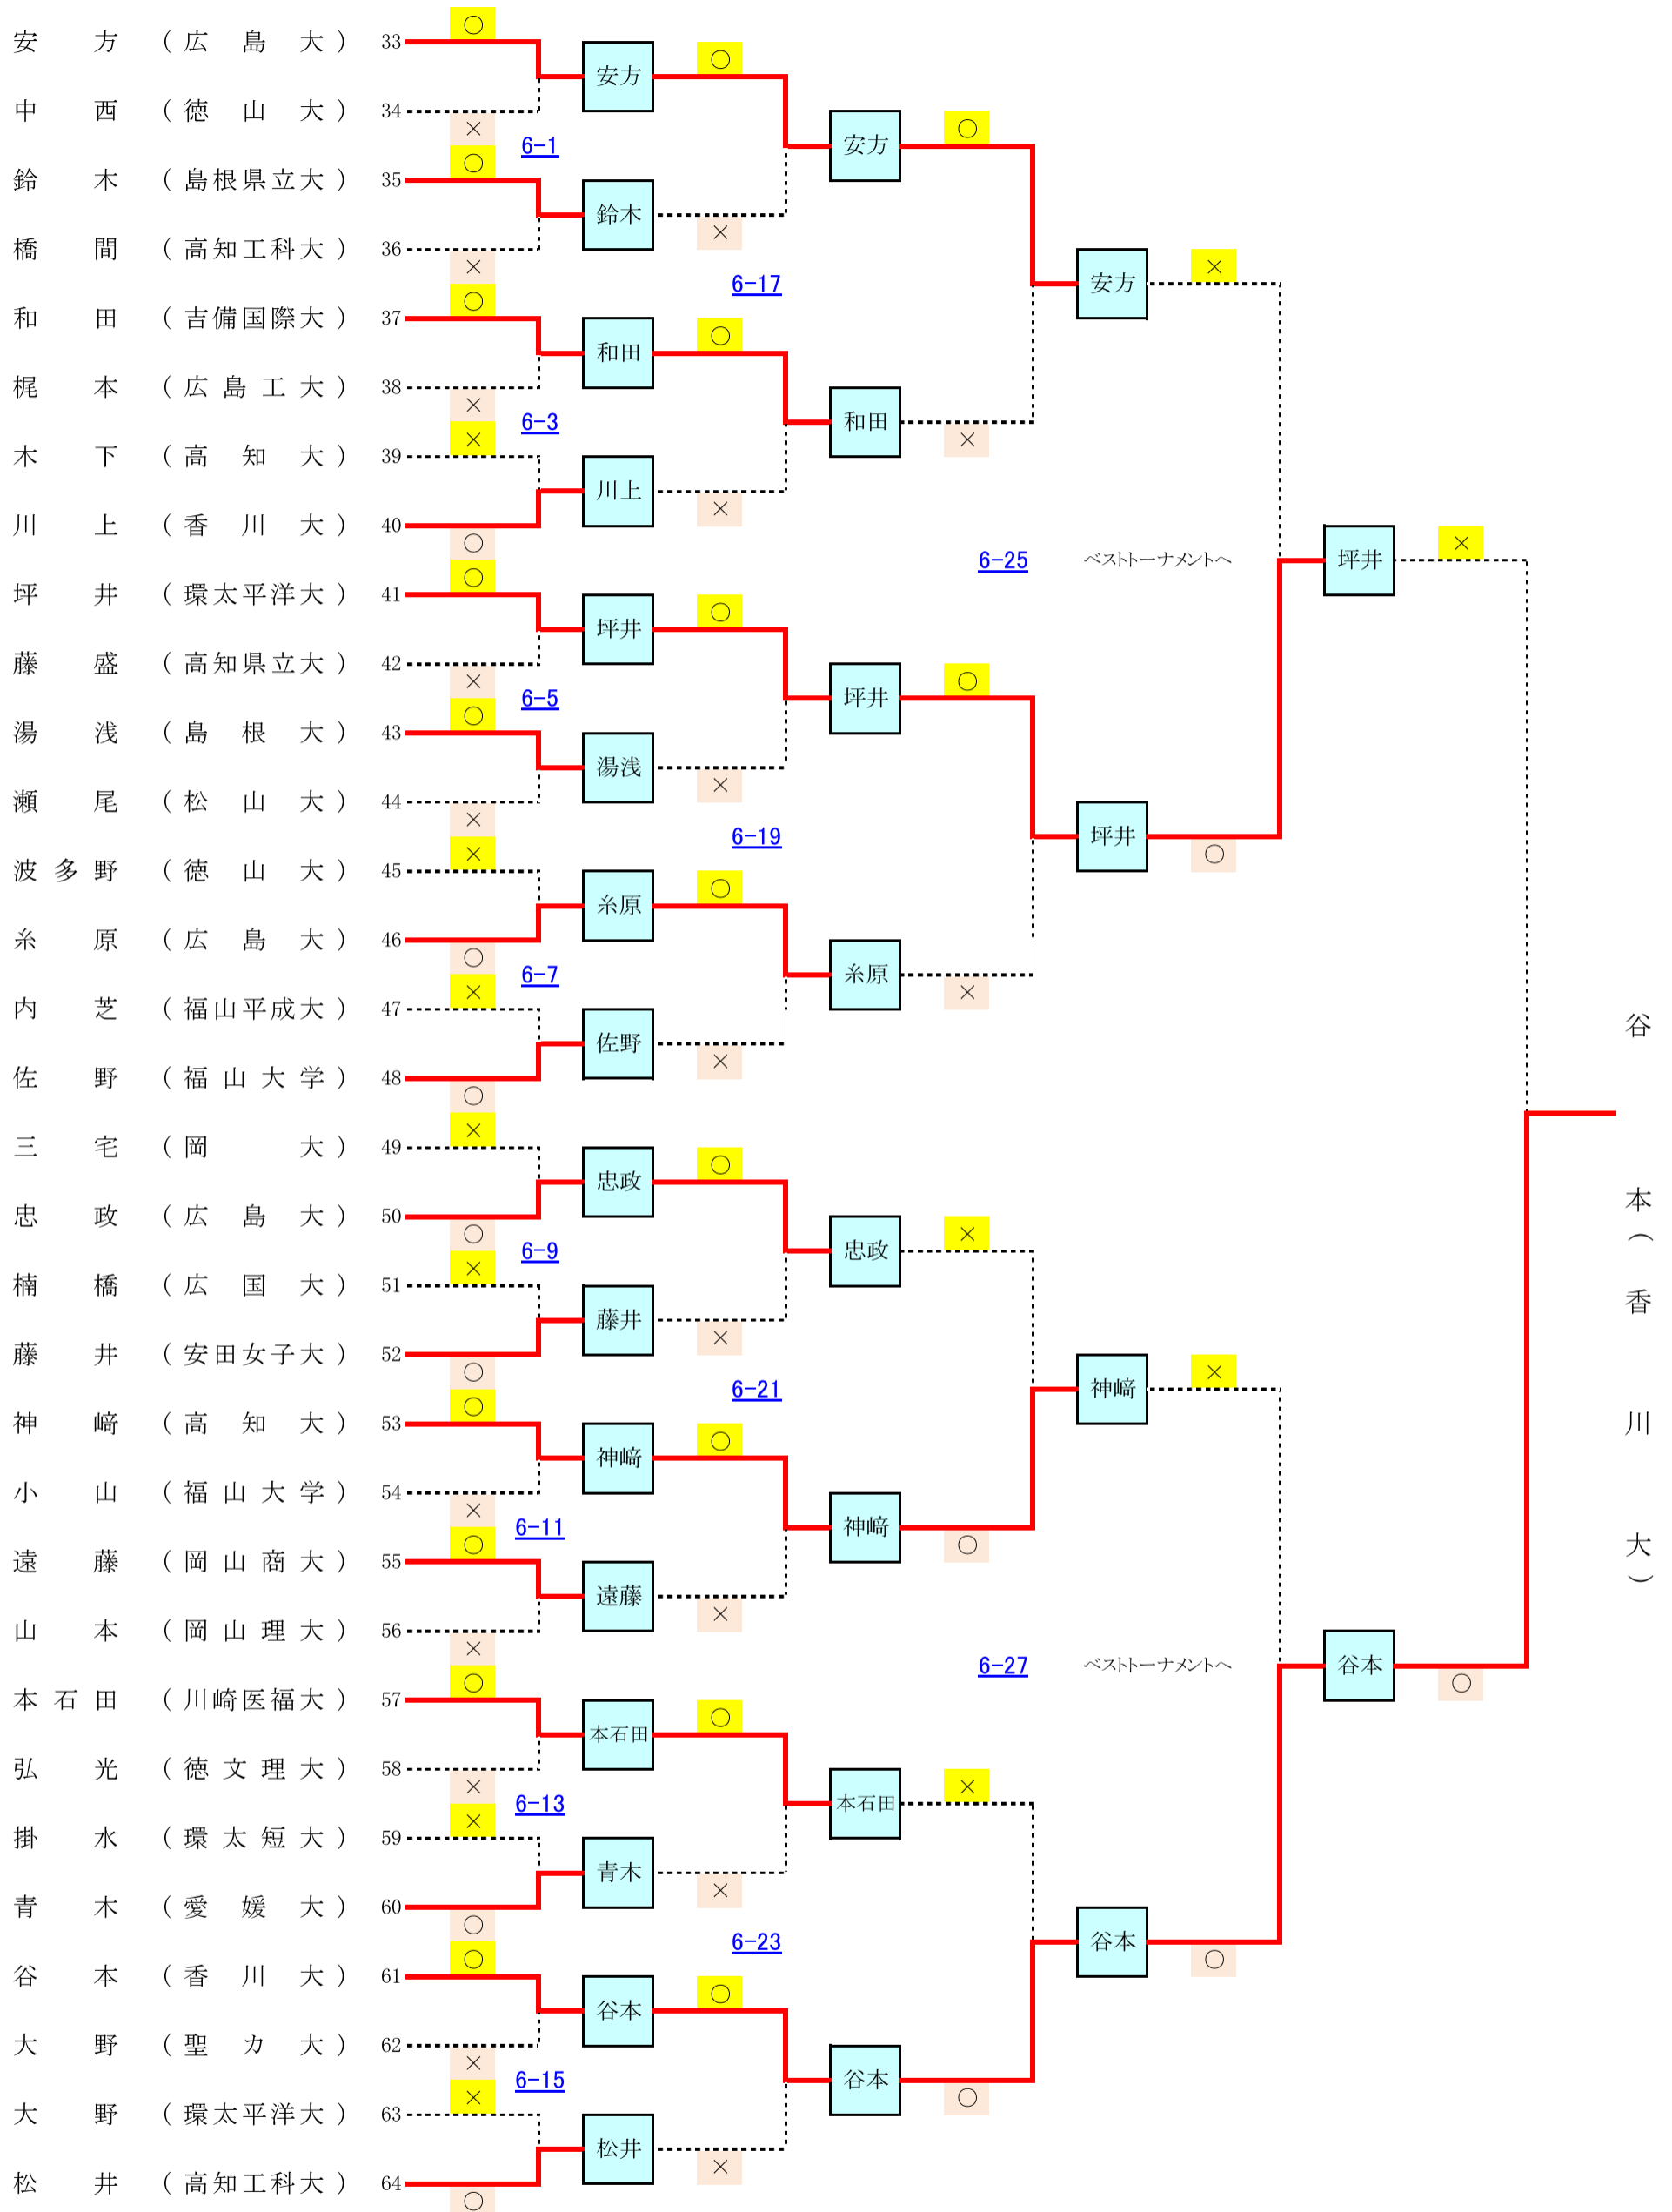 安方（広島大） 33
中西（徳山大） 34
鈴木（島根県立大） 35
橋間（高知工科大） 36
和田（吉備国際大） 37
梶本（広島工大） 38
木下（高知大） 39
川上（香川大） 40
坪井（環太平洋大） 41
藤盛（高知県立大） 42
湯浅（島根大） 43
瀬尾（松山大） 44
波多野（徳山大） 45
糸原（広島大） 46
内芝（福山平成大） 47
佐野（福山大学） 48
三宅（岡大） 49
忠政（広島大） 50
楠橋（広国大） 51
藤井（安田女子大） 52
神﨑（高知大） 53
小山（福山大学） 54
遠藤（岡山商大） 55
山本（岡山理大） 56
本石田（川崎医福大） 57
弘光（徳文理大） 58
掛水（環太短大） 59
青木（愛媛大） 60
谷本（香川大） 61
大野（聖カ大） 62
大野（環太平洋大） 63
松井（高知工科大） 64
○
×
○
×
○
×
×
○
○
×
○
×
×
○
×
○
×
○
×
○
○
×
○
×
○
×
×
○
○
×
×
○
6-1
6-3
6-5
6-7
6-9
6-11
6-13
6-15
安方
鈴木
和田
川上
坪井
湯浅
糸原
佐野
忠政
藤井
神﨑
遠藤
本石田
青木
谷本
松井
○
×
○
×
○
×
○
×
○
×
○
×
○
×
○
×
6-17
6-19
6-21
6-23
安方
和田
坪井
糸原
忠政
神﨑
本石田
谷本
○
×
○
×
×
○
×
○
6-25
ベストトーナメントへ
6-27
ベストトーナメントへ
安方
坪井
神﨑
谷本
×
○
×
○
坪井
谷本
×
○
谷本（香川大）